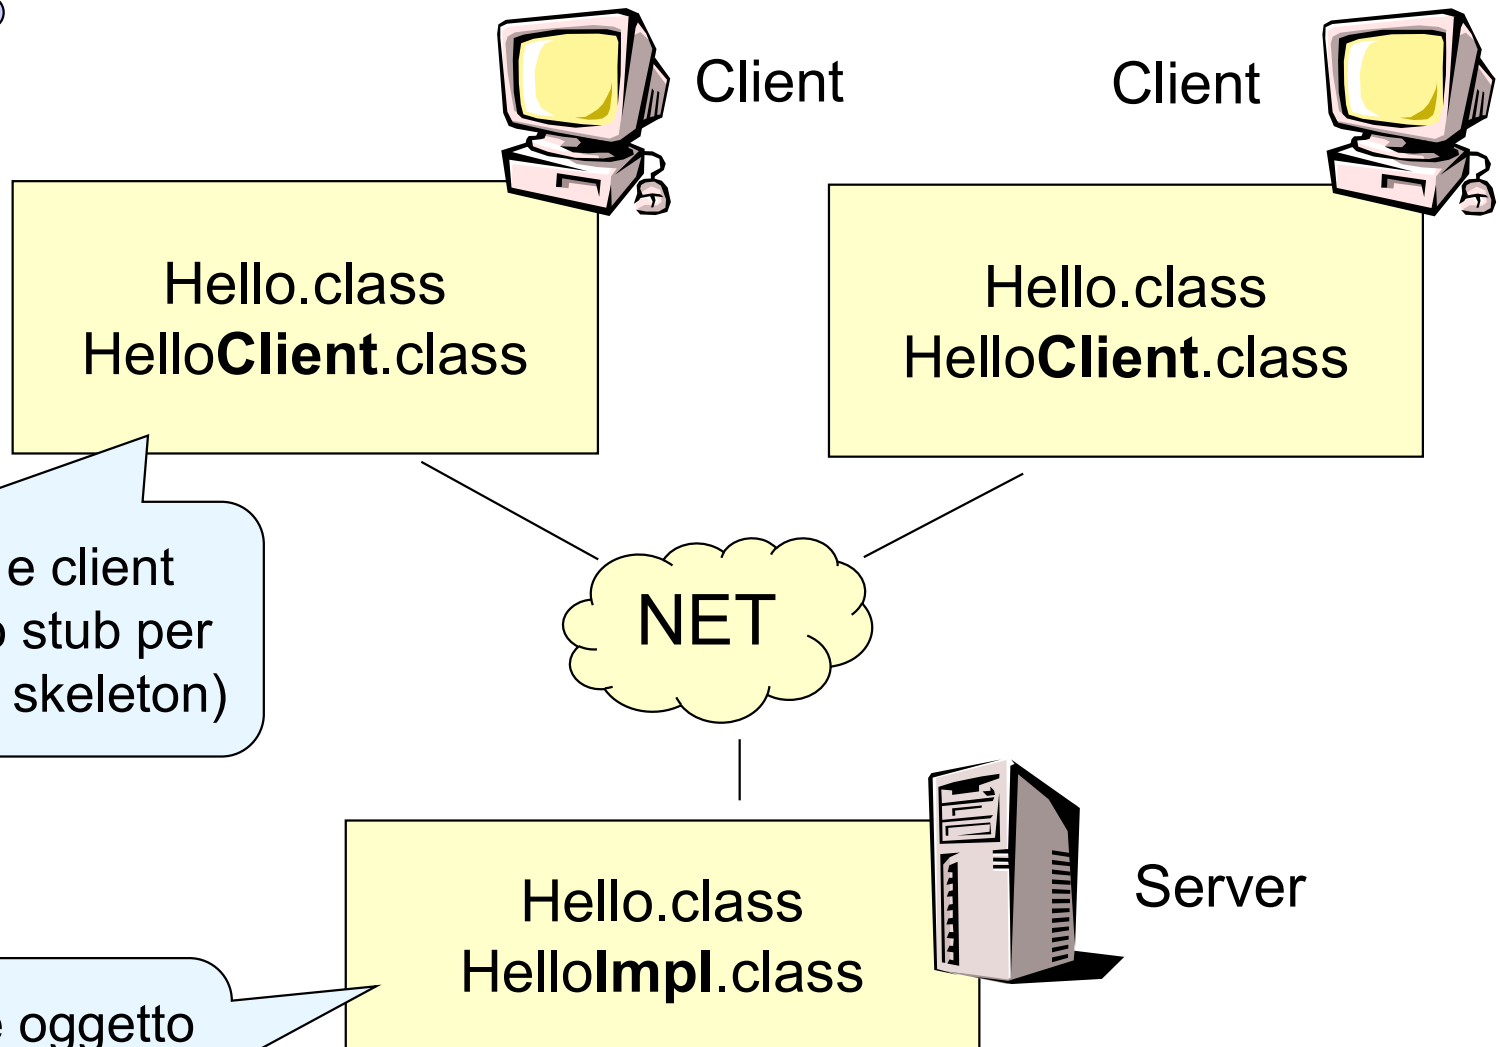 Client
Client
Hello.class
HelloClient.class
Hello.class
HelloClient.class
e client
stub per
skeleton)
NET
Server
Hello.class
HelloImpl.class
oggetto